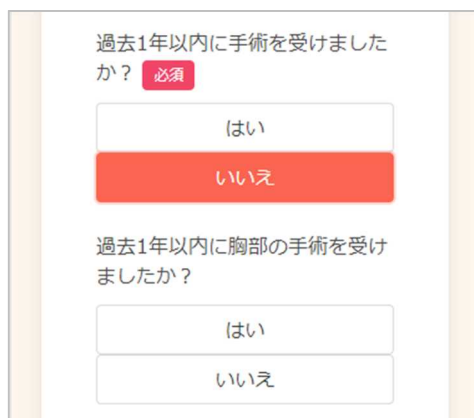 過去1年以内に手術を受けました
か？ 必須
はい
いいえ
過去1年以内に胸部の手術を受け
ましたか？
はい
いいえ